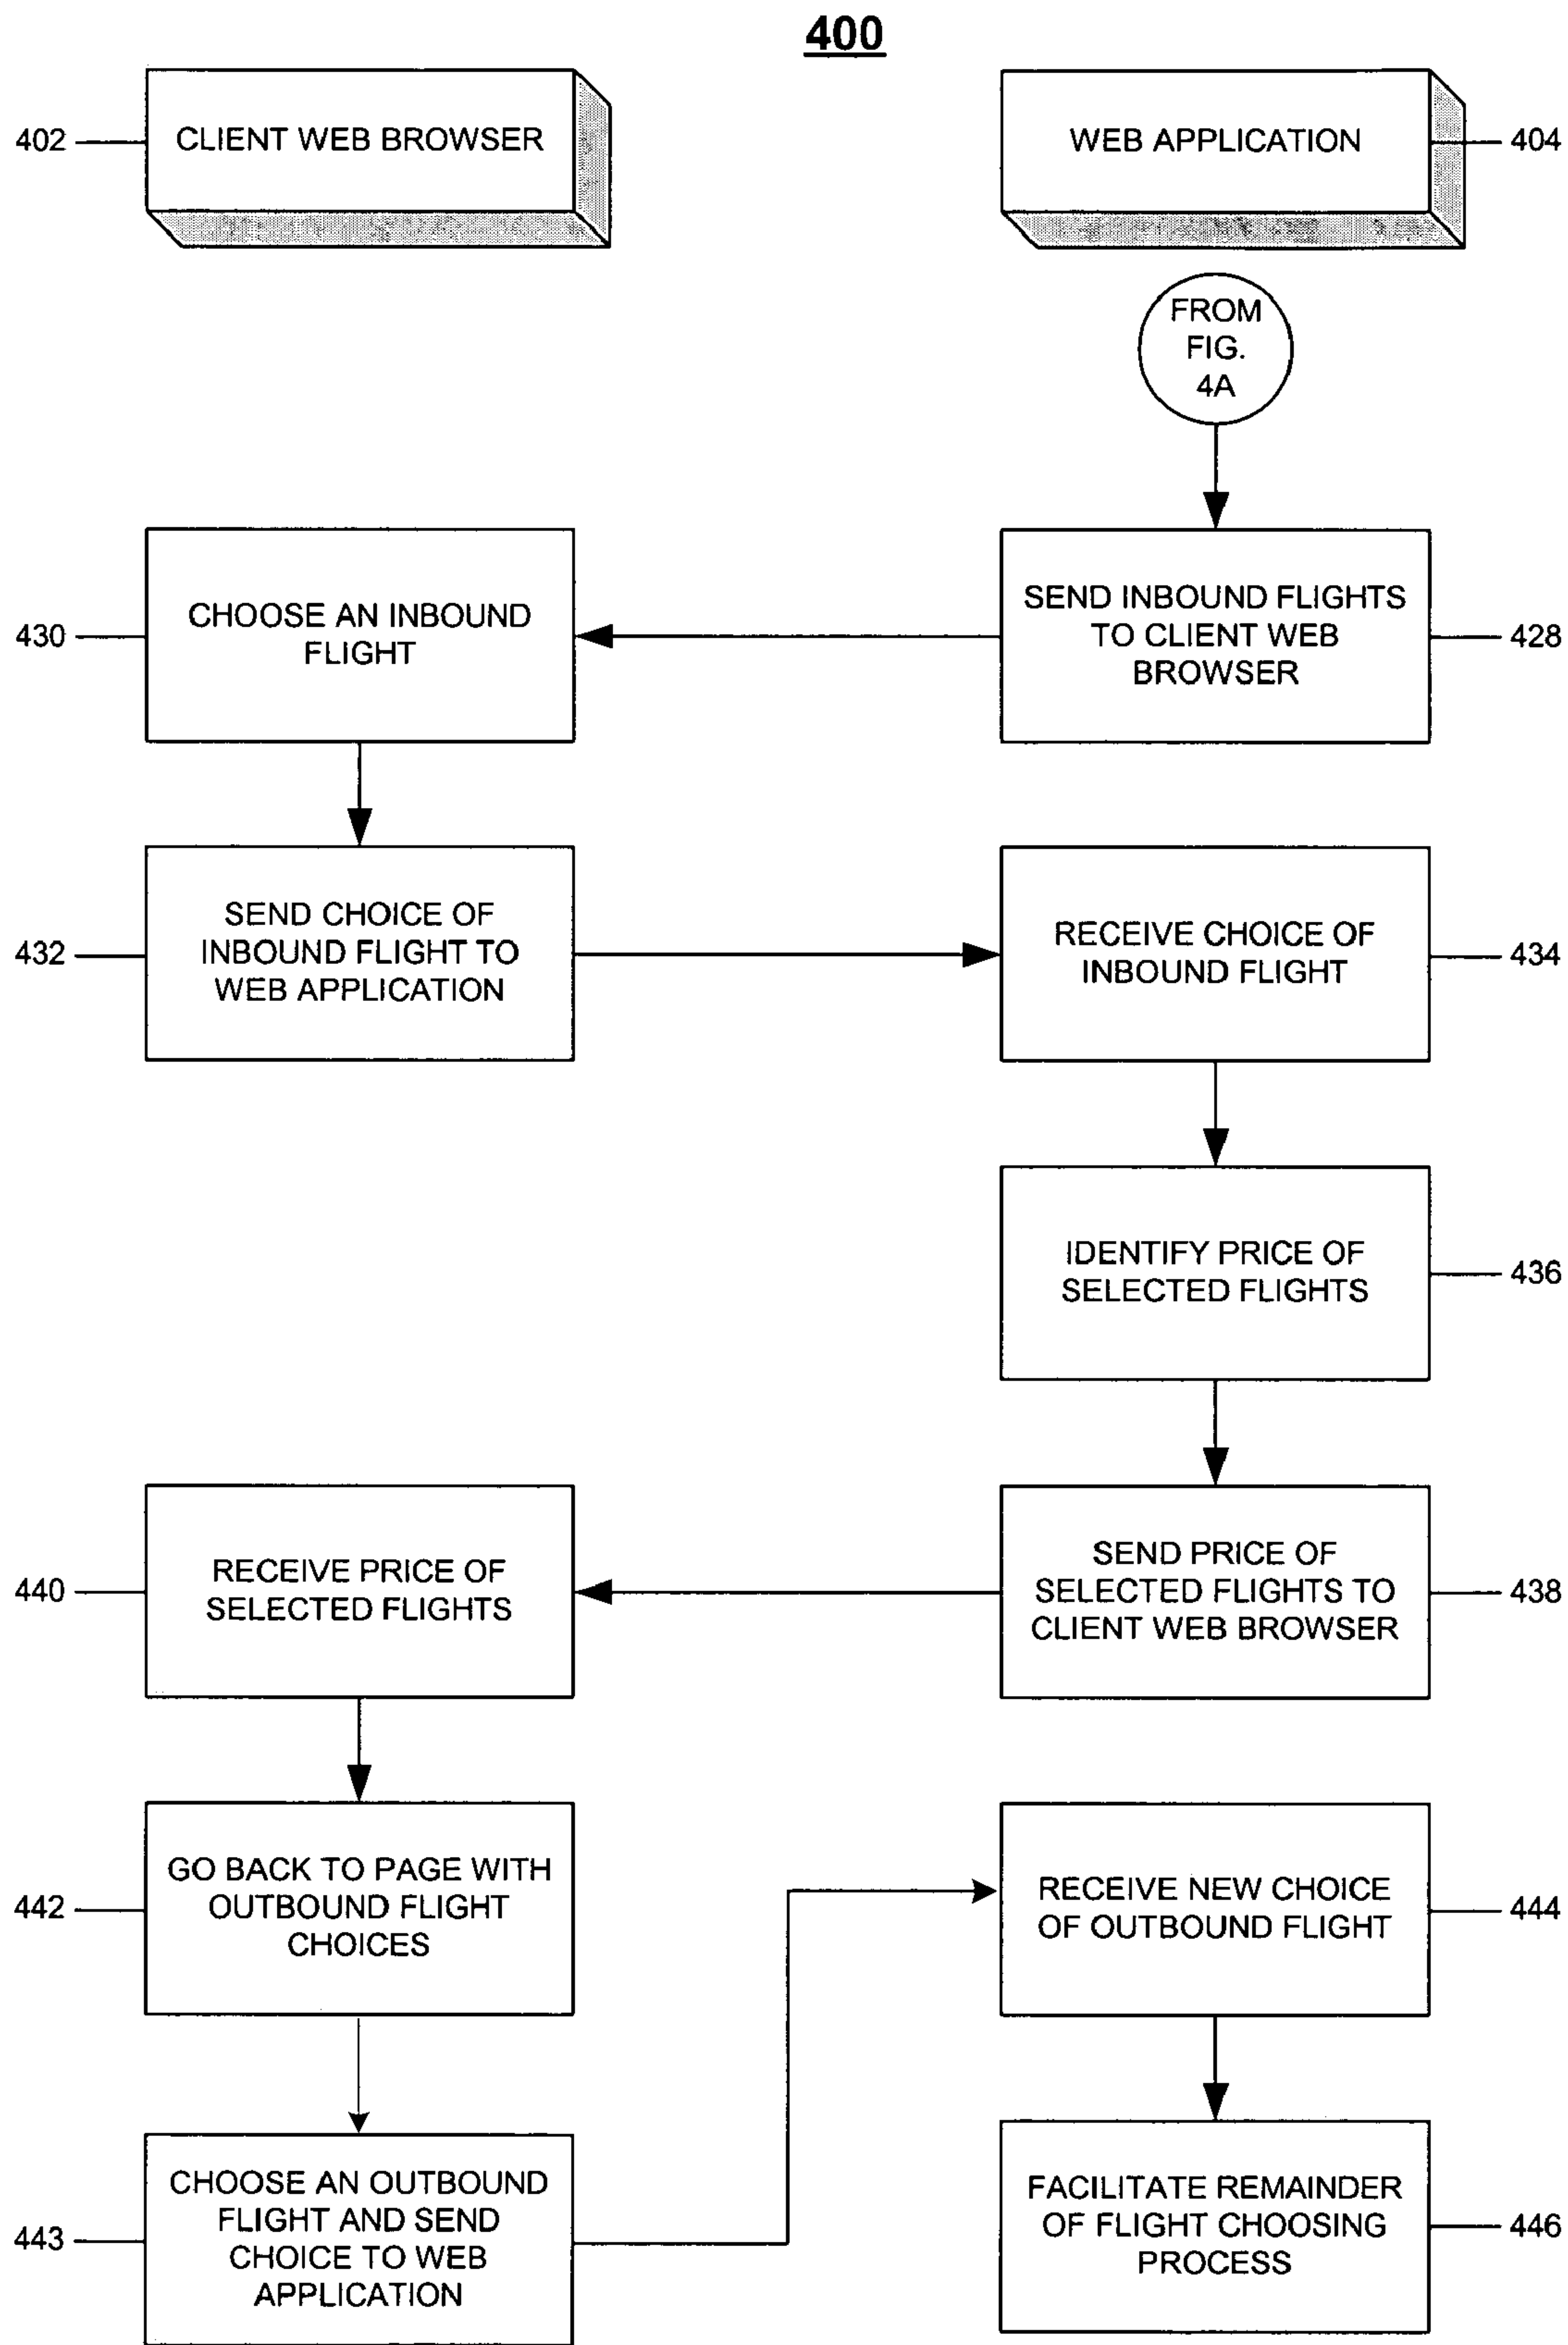 400
402
CLIENT WEB BROWSER
WEB APPLICATION
404
FROM
FIG.
4A
430
CHOOSE AN INBOUND
FLIGHT
SEND INBOUND FLIGHTS
TO CLIENT WEB
BROWSER
428
432
SEND CHOICE OF
INBOUND FLIGHT TO
WEB APPLICATION
RECEIVE CHOICE OF
INBOUND FLIGHT
434
IDENTIFY PRICE OF
SELECTED FLIGHTS
436
440
RECEIVE PRICE OF
SELECTED FLIGHTS
SEND PRICE OF
SELECTED FLIGHTS TO
CLIENT WEB BROWSER
438
442
GO BACK TO PAGE WITH
OUTBOUND FLIGHT
CHOICES
RECEIVE NEW CHOICE
OF OUTBOUND FLIGHT
444
443
CHOOSE AN OUTBOUND
FLIGHT AND SEND
CHOICE TO WEB
APPLICATION
FACILITATE REMAINDER
OF FLIGHT CHOOSING
PROCESS
446